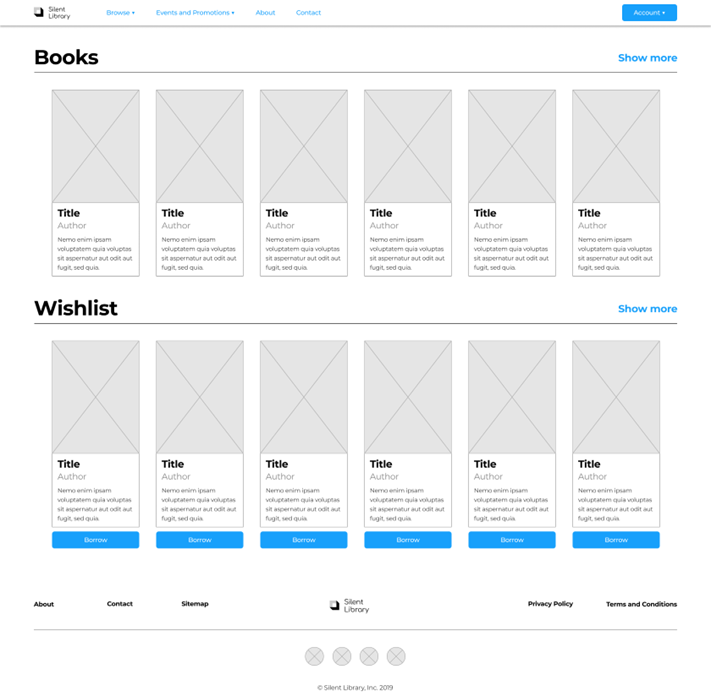 Silent
Library
Browse ▾
Events and Promotions ▾
About
Contact
Account ▾
Books
Show more
Title
Author
Nemo enim ipsam
voluptatem quia voluptas
sit aspernatur aut odit aut
fugit, sed quia.
Title
Author
Nemo enim ipsam
voluptatem quia voluptas
sit aspernatur aut odit aut
fugit, sed quia.
Title
Author
Nemo enim ipsam
voluptatem quia voluptas
sit aspernatur aut odit aut
fugit, sed quia.
Title
Author
Nemo enim ipsam
voluptatem quia voluptas
sit aspernatur aut odit aut
fugit, sed quia.
Title
Author
Nemo enim ipsam
voluptatem quia voluptas
sit aspernatur aut odit aut
fugit, sed quia.
Title
Author
Nemo enim ipsam
voluptatem quia voluptas
sit aspernatur aut odit aut
fugit, sed quia.
Wishlist
Show more
Title
Author
Nemo enim ipsam
voluptatem quia voluptas
sit aspernatur aut odit aut
fugit, sed quia.
Borrow
Title
Author
Nemo enim ipsam
voluptatem quia voluptas
sit aspernatur aut odit aut
fugit, sed quia.
Borrow
Title
Author
Nemo enim ipsam
voluptatem quia voluptas
sit aspernatur aut odit aut
fugit, sed quia.
Borrow
Title
Author
Nemo enim ipsam
voluptatem quia voluptas
sit aspernatur aut odit aut
fugit, sed quia.
Borrow
Title
Author
Nemo enim ipsam
voluptatem quia voluptas
sit aspernatur aut odit aut
fugit, sed quia.
Borrow
Title
Author
Nemo enim ipsam
voluptatem quia voluptas
sit aspernatur aut odit aut
fugit, sed quia.
Borrow
About
Contact
Sitemap
Silent
Library
Privacy Policy
Terms and Conditions
© Silent Library, Inc. 2019